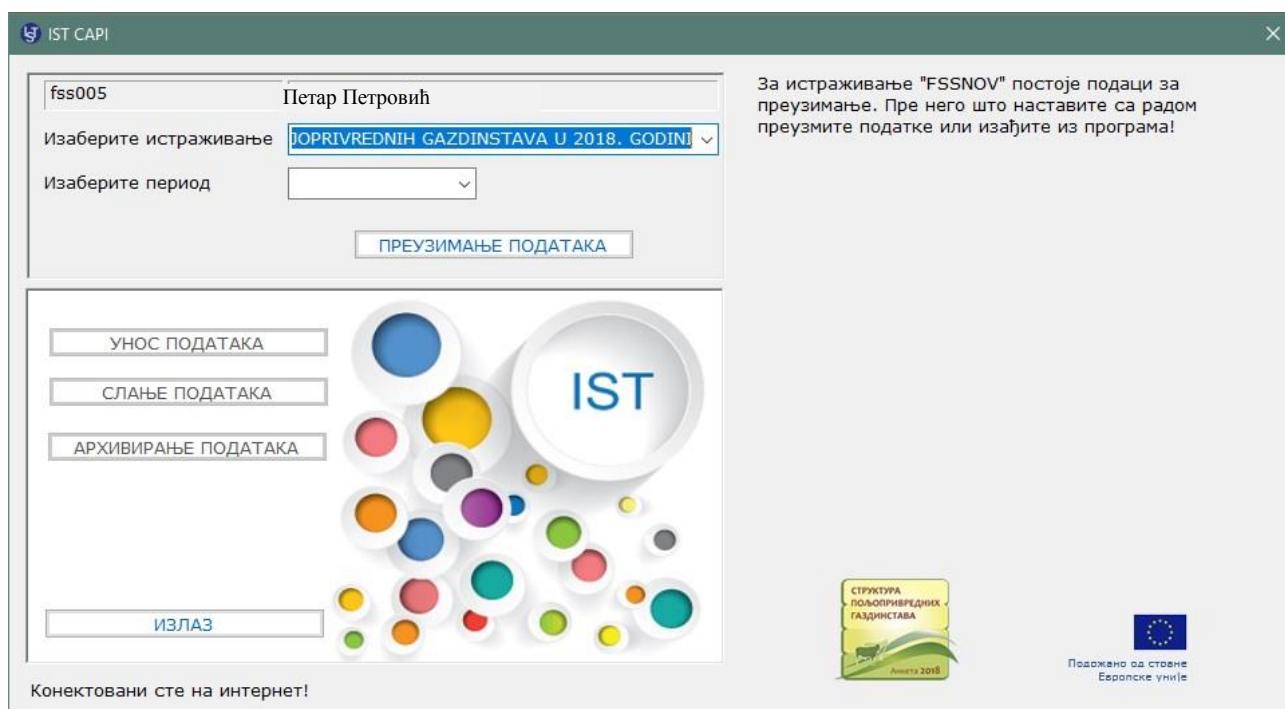 IST CAPI
fss005
Петар Петровић
Изаберите истраживање
JOPRIVREDNIH GAZDINSTAVA U 2018. GODINI
Изаберите период
ПРЕУЗИМАЊЕ ПОДАТАКА
За истраживање "FSSNOV" постоје подаци за
преузимање. Пре него што наставите са радом
преузмите податке или изађите из програма!
УНОС ПОДАТАКА
СЛАЊЕ ПОДАТАКА
АРХИВИРАЊЕ ПОДАТАКА
ИЗЛАЗ
IST
СТРУКТУРА
ПОЉОПРИВРЕДНИХ
ГАЗДИНСТАВА
Анкета 2018
Подожано од стовне
Европске уније
Конектовани сте на интернет!